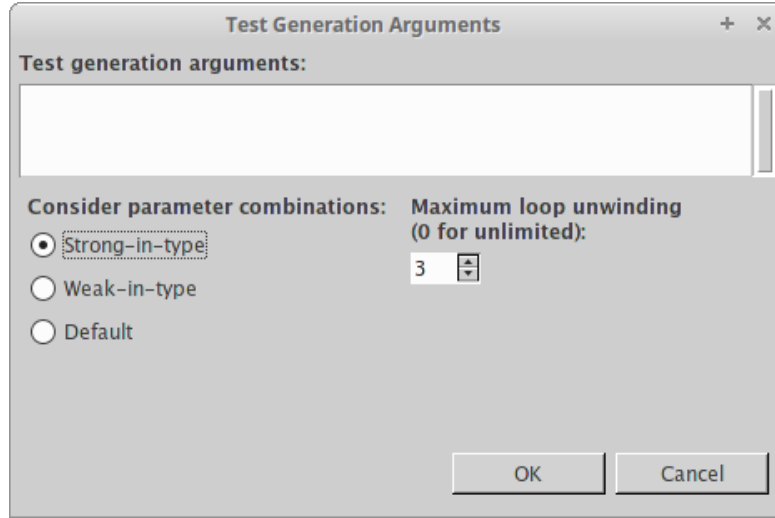 Test Generation Arguments
Test generation arguments:
Consider parameter combinations:
Strong-in-type
Weak-in-type
Default
Maximum loop unwinding
(0 for unlimited):
3
OK
Cancel